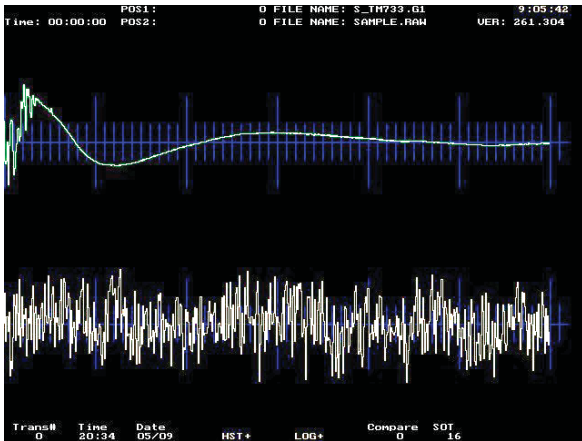 POS1: 0 FILE NAME: S_TM733.G1 9:05:42
Time: 00:00:00 POS2: 0 FILE NAME: SAMPLE.RAW VER: 261.304
Trans# Time Date Compare SOT
0 20:34 05/09 HST+ LOG+ 0 16